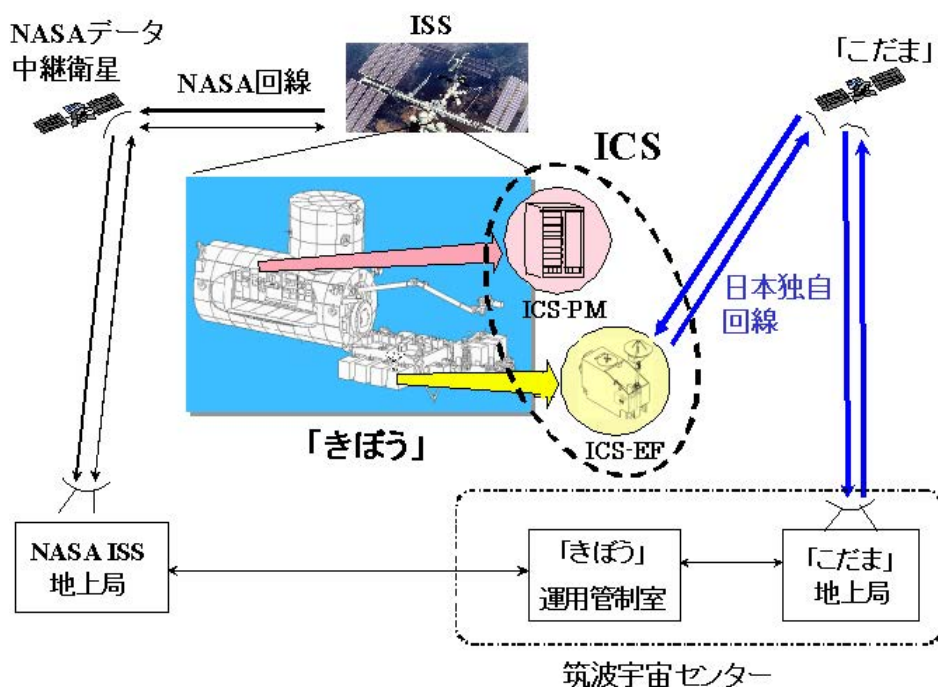 NASAデータ
中継衛星
ISS
「こだま」
NASA回線
ICS
ICS-PM
日本独自
回線
ICS-EF
「きぼう」
NASA ISS
地上局
「きぼう」
運用管制室
「こだま」
地上局
筑波宇宙センター